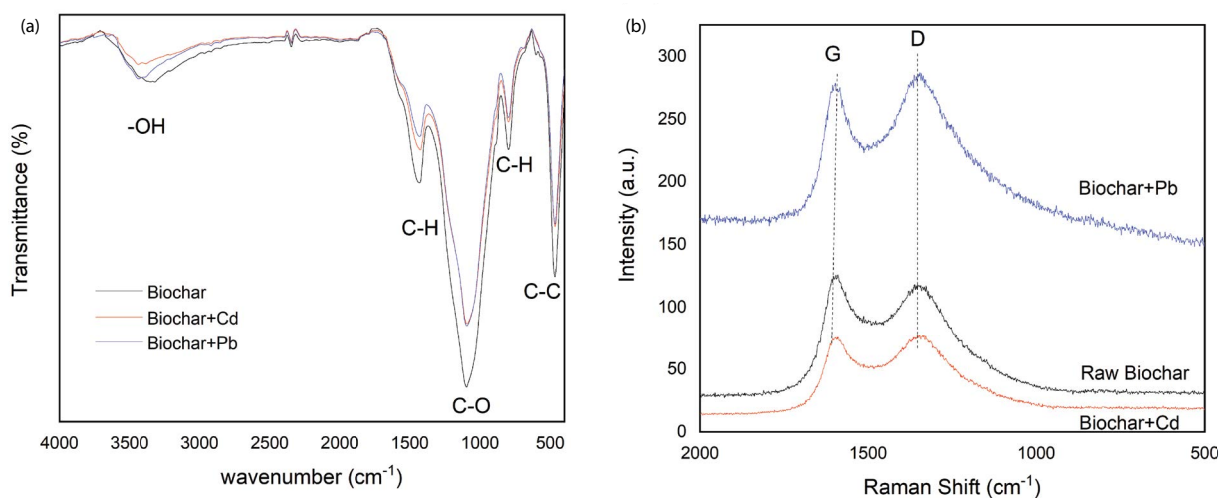 (a)
-OH
C-H
C-H
C-O
C-C
Biochar
Biochar+Cd
Biochar+Pb
Transmittance (%)
4000 3500 3000 2500 2000 1500 1000 500
wavenumber (cm-1)
(b)
G D
300
250
200
150
100
50
0
Biochar+Pb
Raw Biochar
Biochar+Cd
Intensity (a.u.)
2000 1500 1000 500
Raman Shift (cm-1)